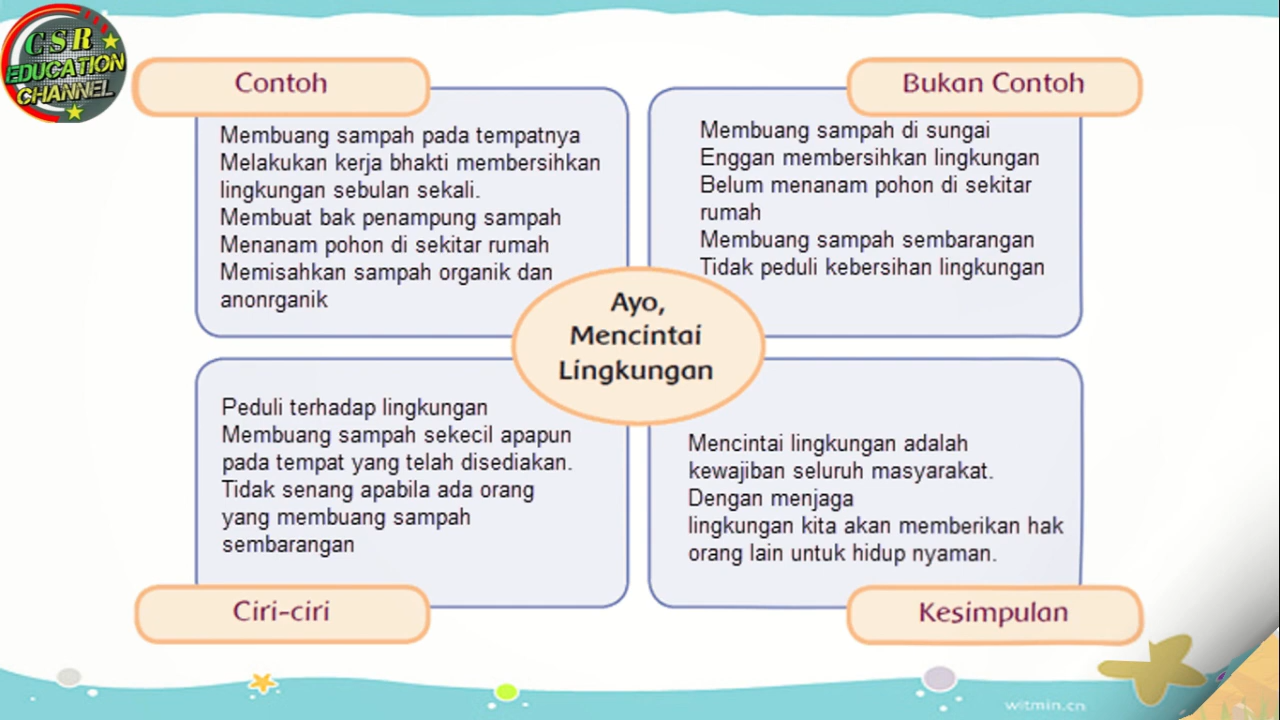 CSR
EDUCATION
CHANNEL
Contoh
Membuang sampah pada tempatnya
Melakukan kerja bhakti membersihkan
lingkungan sebulan sekali.
Membuat bak penampung sampah
Menanam pohon di sekitar rumah
Memisahkan sampah organik dan
anonrganik
Bukan Contoh
Membuang sampah di sungai
Enggan membersihkan lingkungan
Belum menanam pohon di sekitar
rumah
Membuang sampah sembarangan
Tidak peduli kebersihan lingkungan
Ayo,
Mencintai
Lingkungan
Peduli terhadap lingkungan
Membuang sampah sekecil apapun
pada tempat yang telah disediakan.
Tidak senang apabila ada orang
yang membuang sampah
sembarangan
Ciri-ciri
Mencintai lingkungan adalah
kewajiban seluruh masyarakat.
Dengan menjaga
lingkungan kita akan memberikan hak
orang lain untuk hidup nyaman.
Kesimpulan
witmin.cn